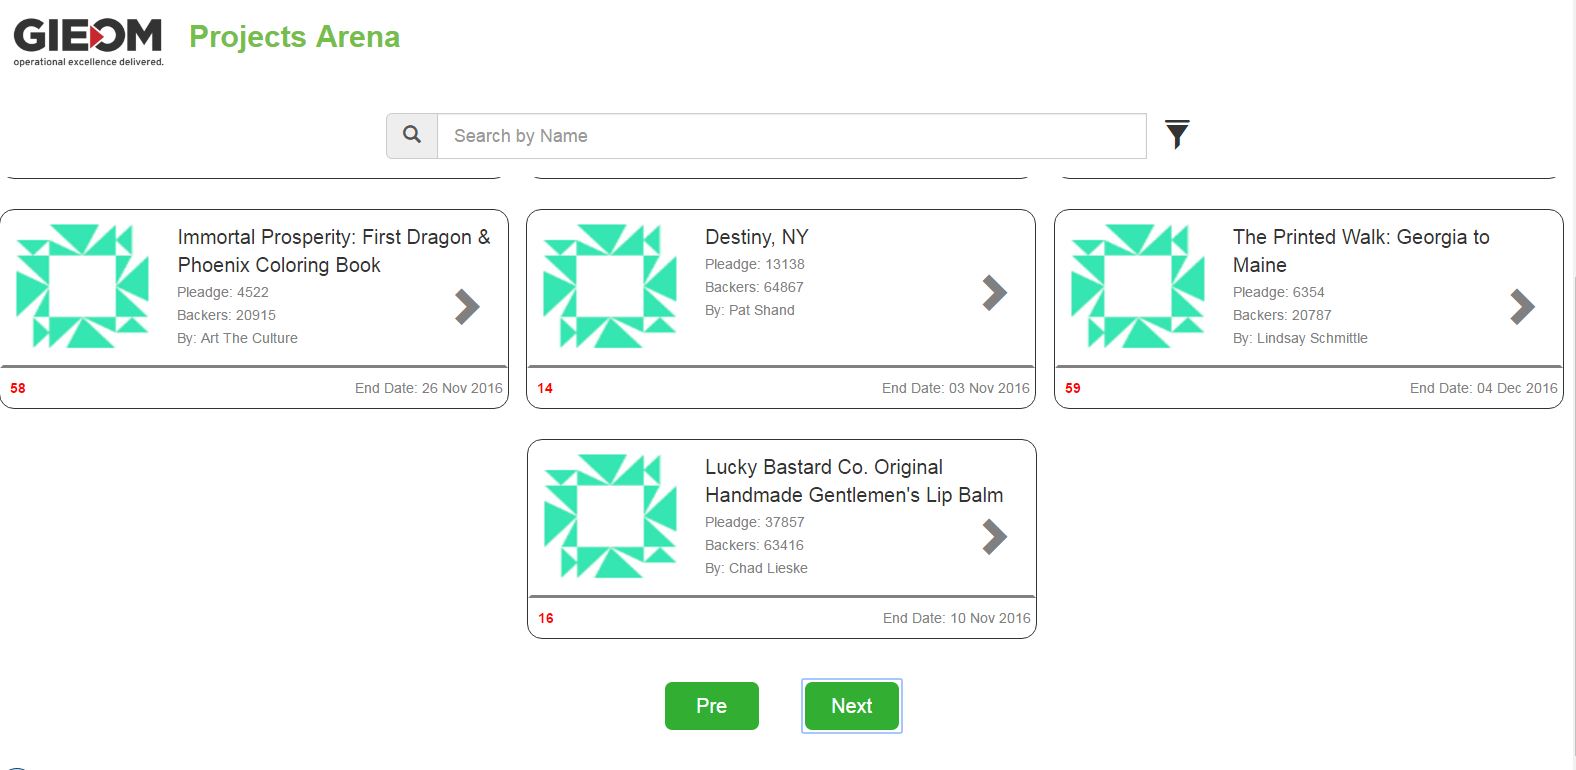 GIEOM
operational excellence delivered.
Projects Arena
Search by Name
Immortal Prosperity: First Dragon &
Phoenix Coloring Book
Pleadge: 4522
Backers: 20915
By: Art The Culture
58
End Date: 26 Nov 2016
Destiny, NY
Pleadge: 13138
Backers: 64867
By: Pat Shand
14
End Date: 03 Nov 2016
The Printed Walk: Georgia to
Maine
Pleadge: 6354
Backers: 20787
By: Lindsay Schmittle
59
End Date: 04 Dec 2016
Lucky Bastard Co. Original
Handmade Gentlemen's Lip Balm
Pleadge: 37857
Backers: 63416
By: Chad Lieske
16
End Date: 10 Nov 2016
Pre
Next